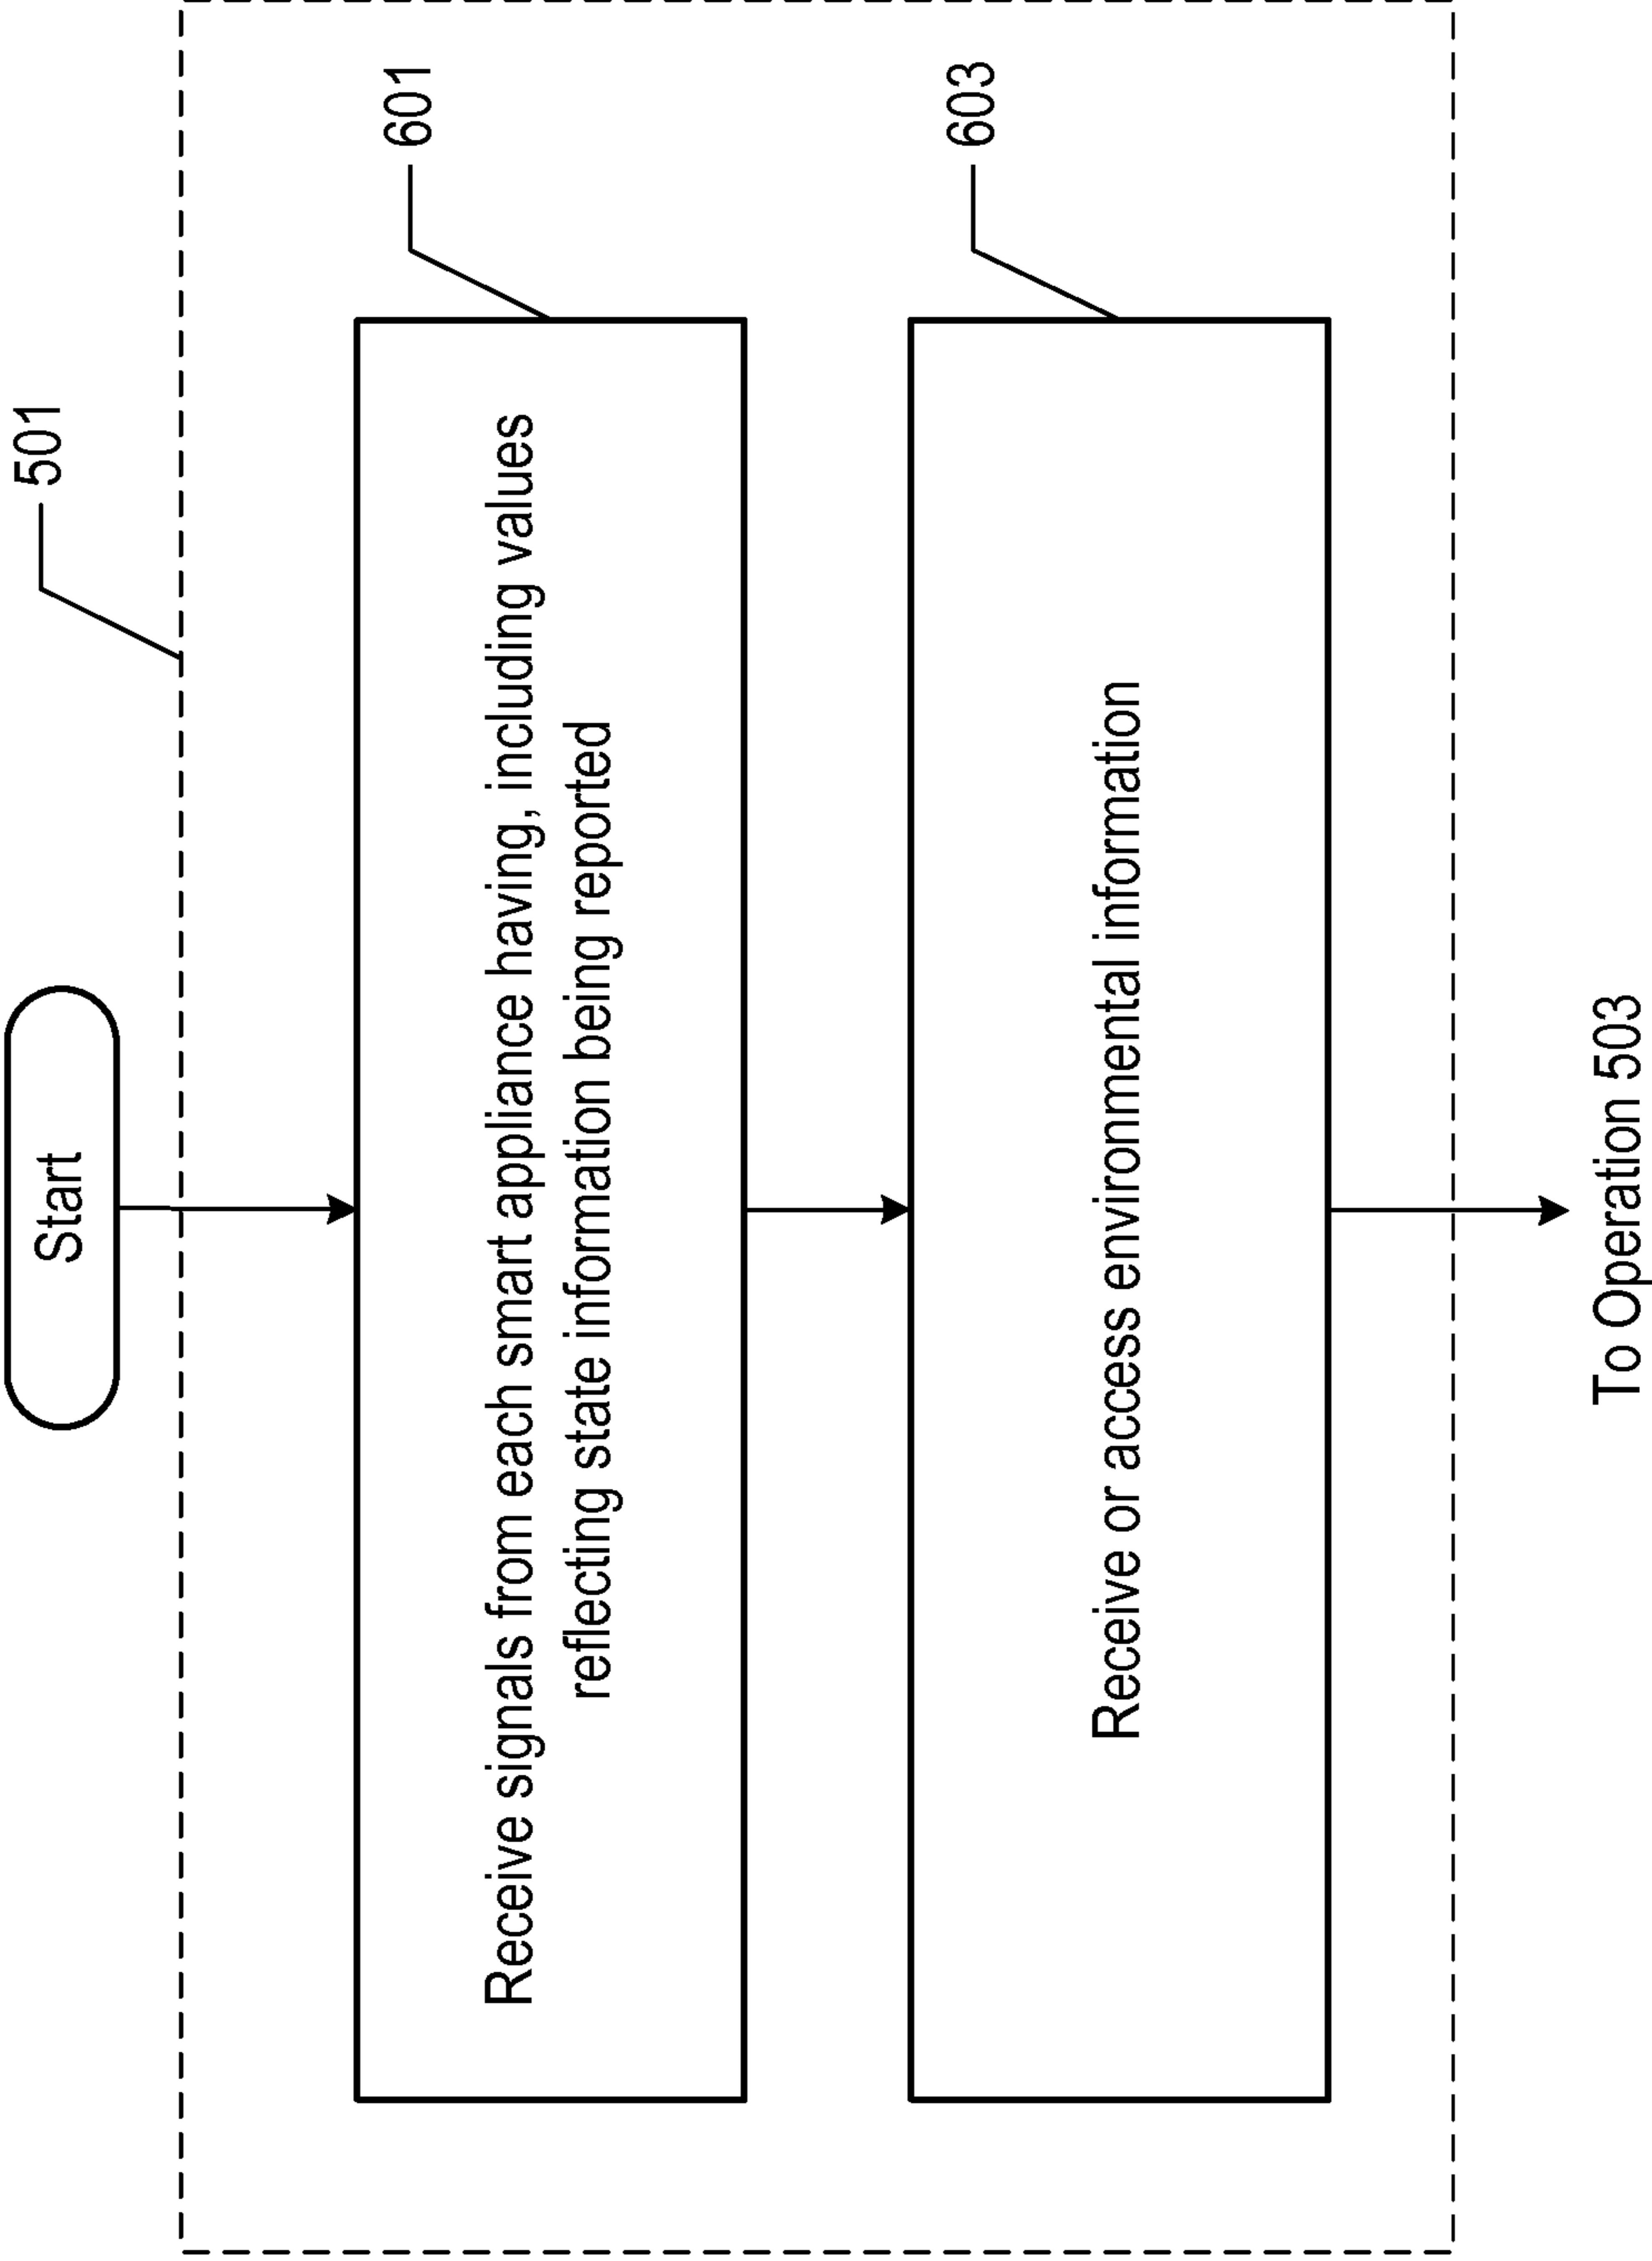 Start
501
601
Receive signals from each smart appliance having, including values
reflecting state information being reported
603
Receive or access environmental information
To Operation 503